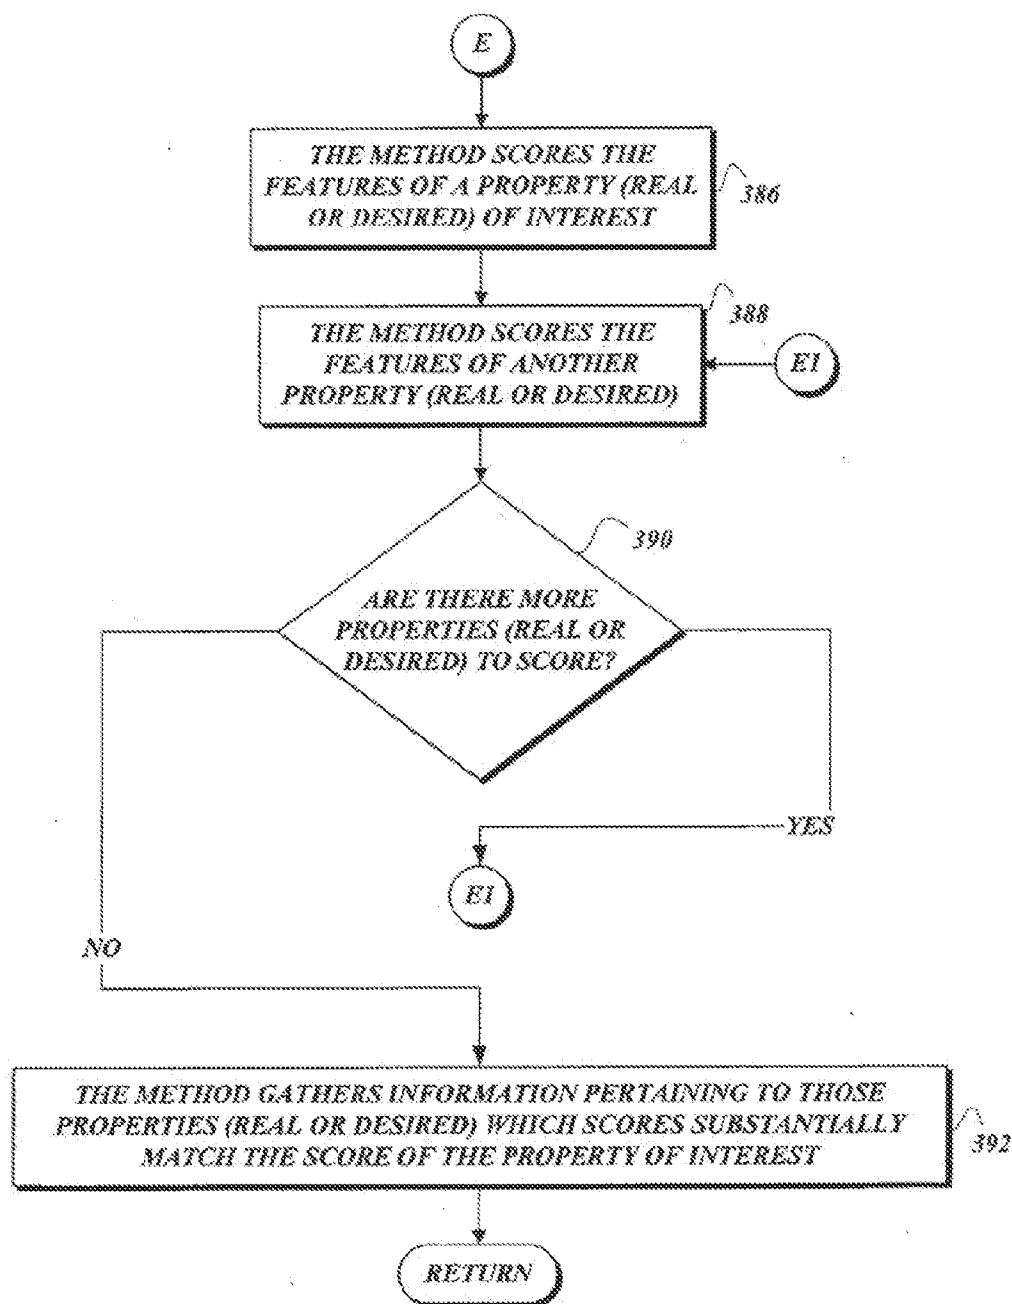 E
THE METHOD SCORES THE
FEATURES OF A PROPERTY (REAL
OR DESIRED) OF INTEREST
386
388
THE METHOD SCORES THE
FEATURES OF ANOTHER
PROPERTY (REAL OR DESIRED)
E1
390
ARE THERE MORE
PROPERTIES (REAL OR
DESIRED) TO SCORE?
YES
E1
NO
THE METHOD GATHERS INFORMATION PERTAINING TO THOSE
PROPERTIES (REAL OR DESIRED) WHICH SCORES SUBSTANTIALLY
MATCH THE SCORE OF THE PROPERTY OF INTEREST
392
RETURN